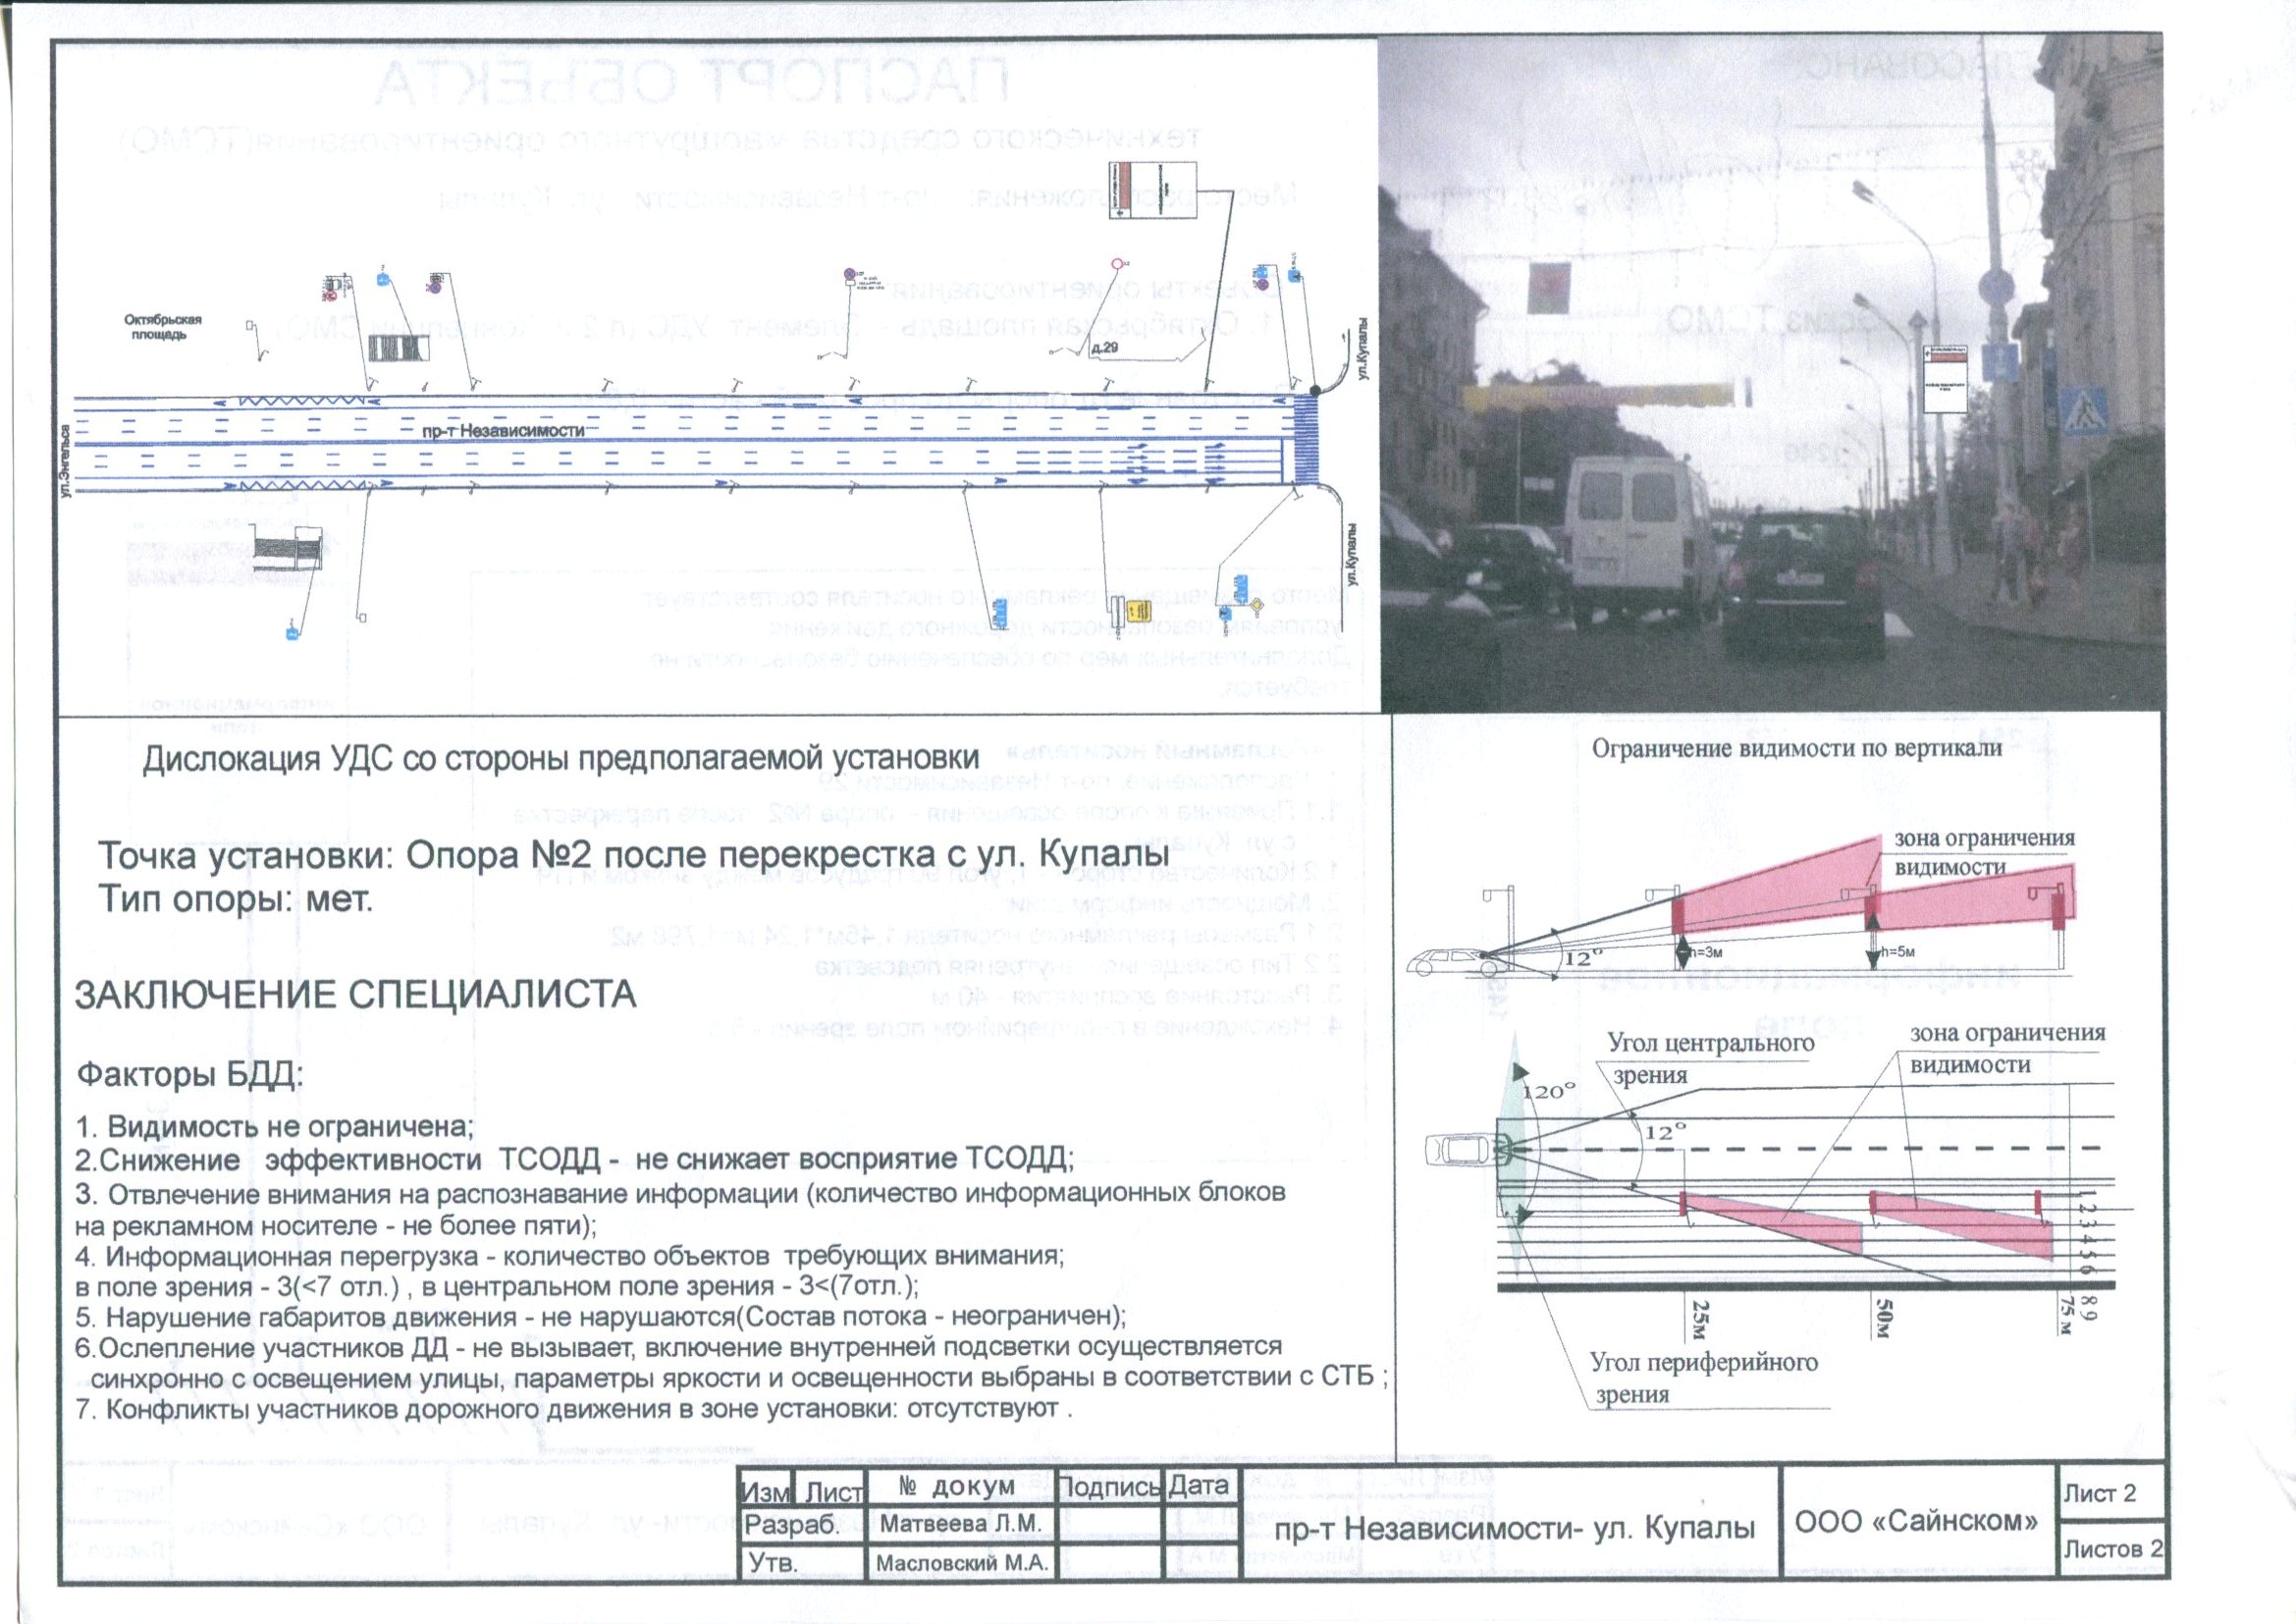 Октябрьская
площадь
д.29
ул.Купалы
пр-т Независимости
ул.Энгельса
ул.Купалы
Дислокация УДС со стороны предполагаемой установки
Точка установки: Опора №2 после перекрестка с ул. Купалы
Тип опоры: мет.
ЗАКЛЮЧЕНИЕ СПЕЦИАЛИСТА
Факторы БДД:
1. Видимость не ограничена;
2.Снижение эффективности ТСОДД - не снижает восприятие ТСОДД;
3. Отвлечение внимания на распознавание информации (количество информационных блоков
на рекламном носителе - не более пяти);
4. Информационная перегрузка - количество объектов требующих внимания;
в поле зрения - 3(<7 отл.) , в центральном поле зрения - 3<(7отл.);
5. Нарушение габаритов движения - не нарушаются(Состав потока - неограничен);
6.Ослепление участников ДД - не вызывает, включение внутренней подсветки осуществляется
синхронно с освещением улицы, параметры яркости и освещенности выбраны в соответствии с СТБ ;
7. Конфликты участников дорожного движения в зоне установки: отсутствуют .
Ограничение видимости по вертикали
зона ограничения
видимости
12°
h=3м
h=5м
Угол центрального
зрения
зона ограничения
видимости
120°
12°
1 2 3 4 5 6 8 9
25м
50м
75 м
Угол периферийного
зрения
Изм Лист № докум Подпись Дата
Разраб. Матвеева Л.М.
Утв. Масловский М.А.
пр-т Независимости- ул. Купалы
ООО «Сайнском»
Лист 2
Листов 2